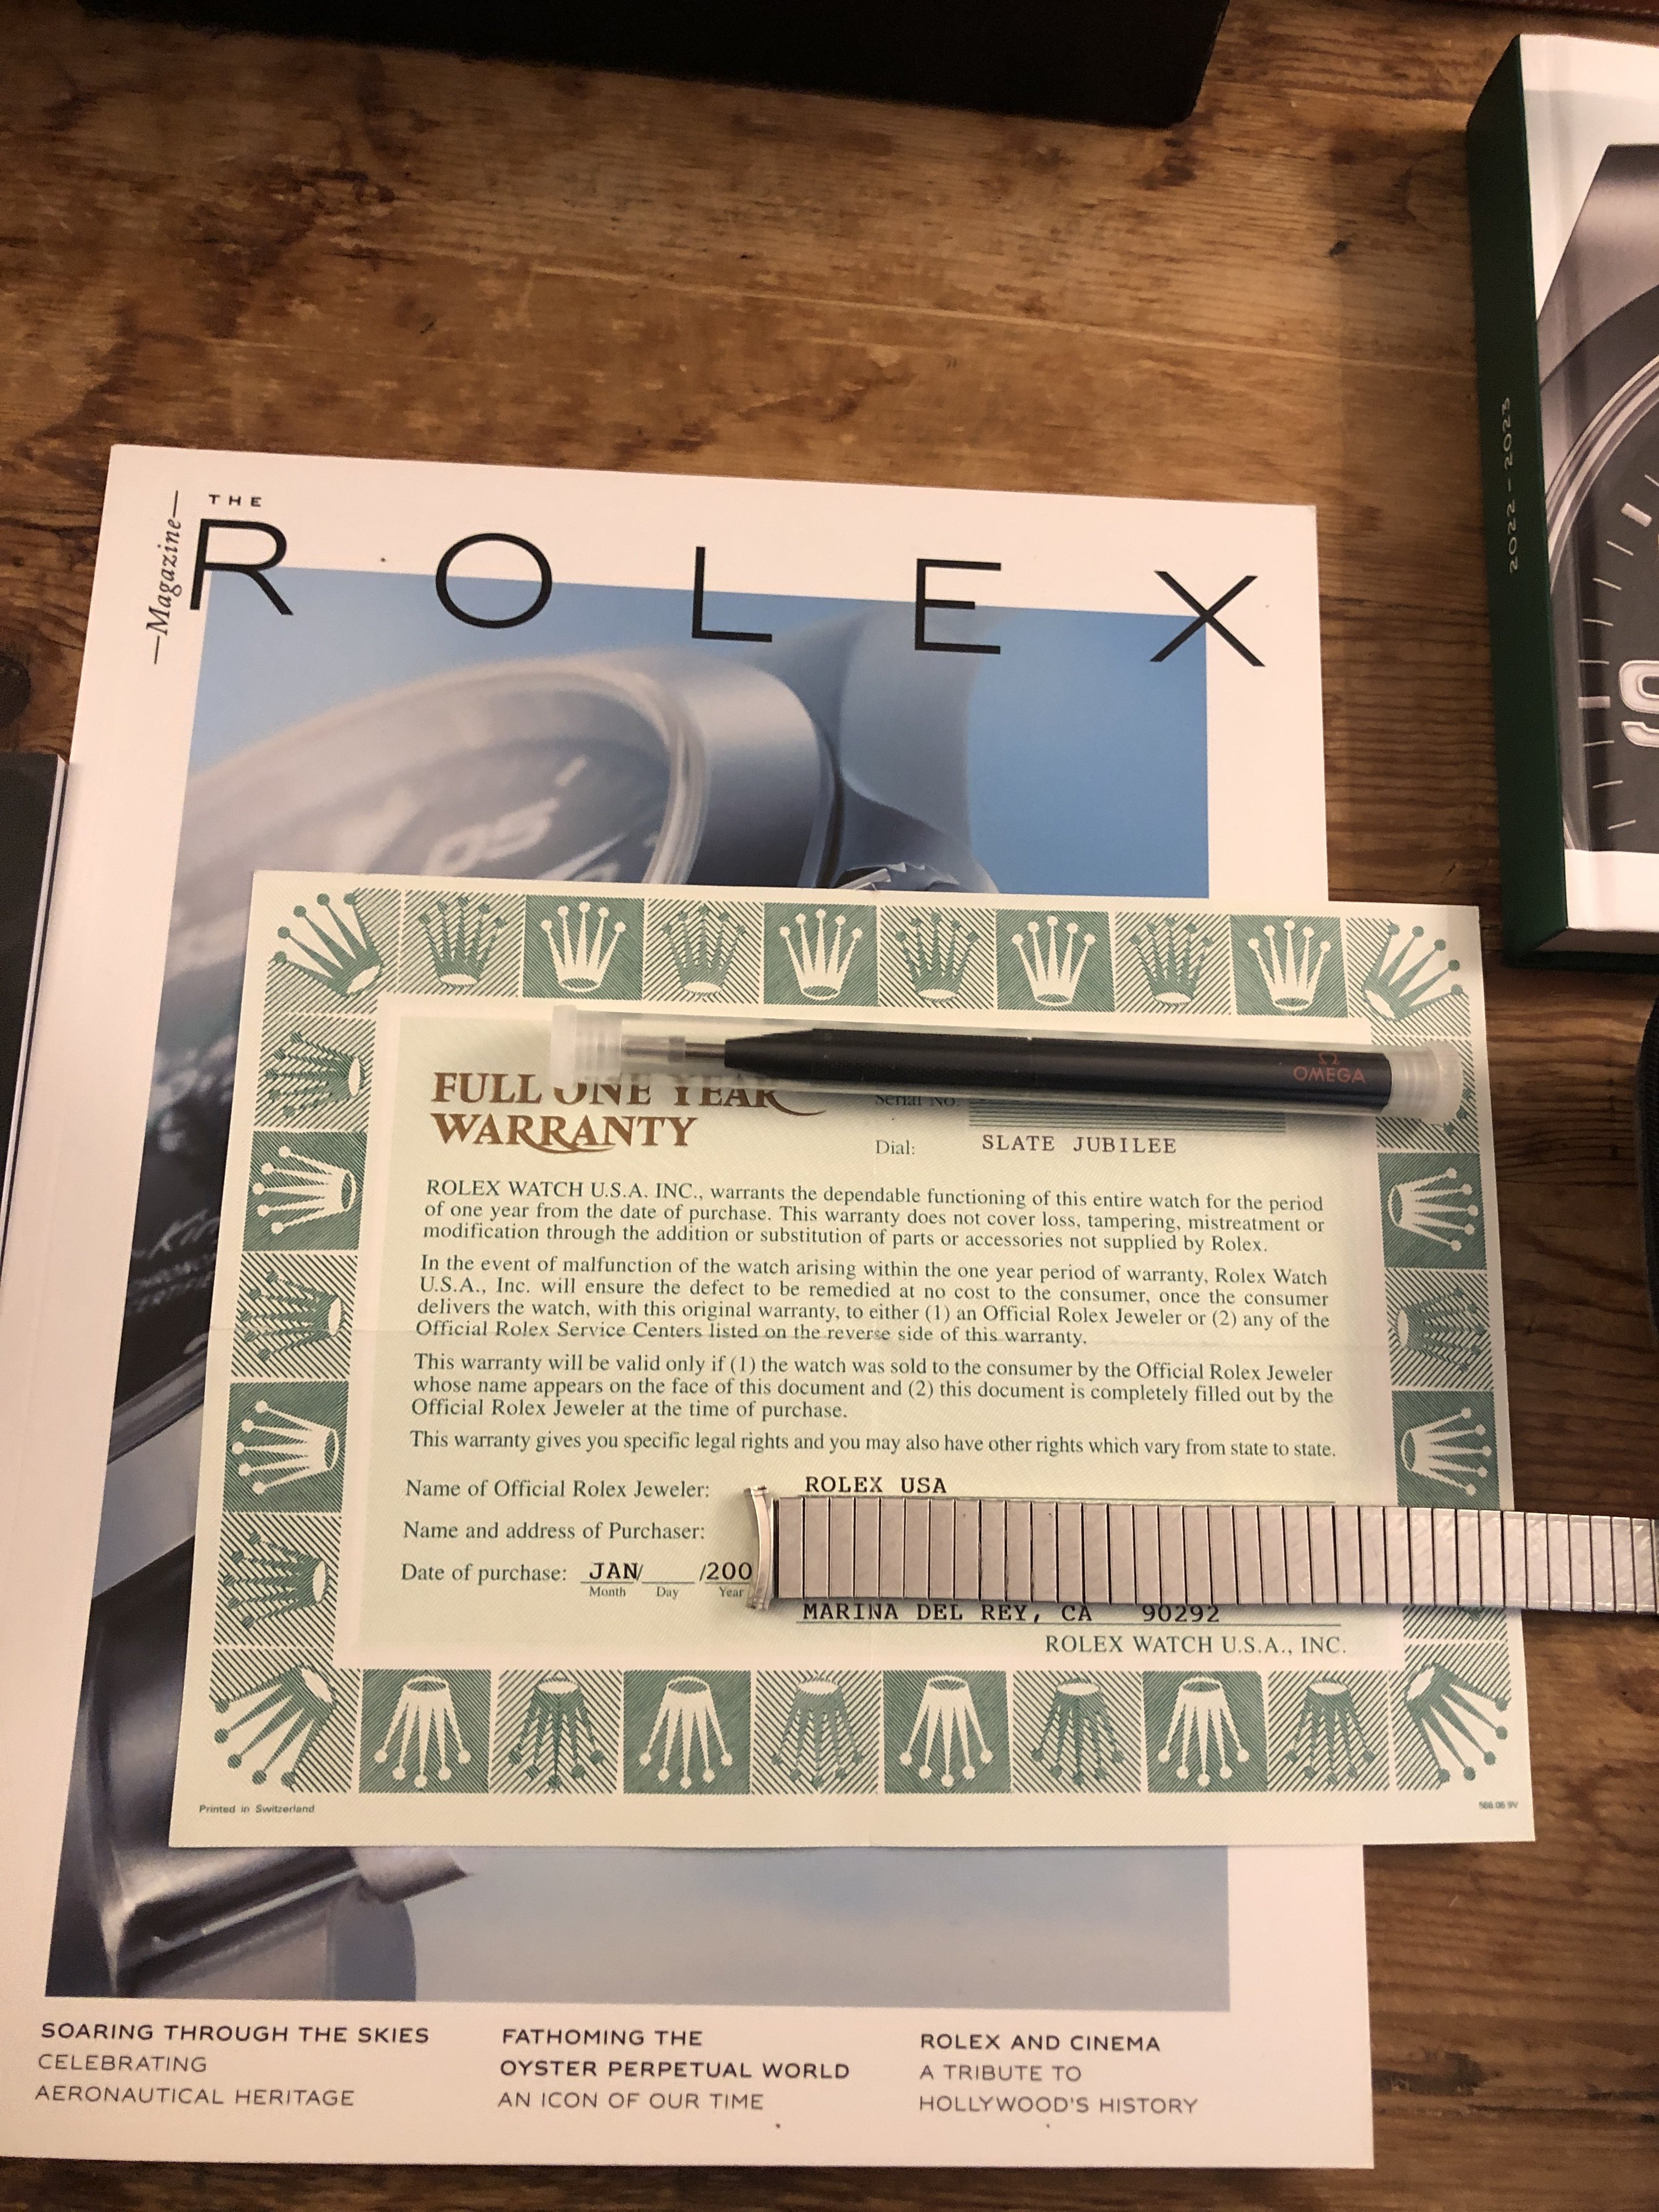 THE
—Magazine—
ROLEX
2022-2023
9
OMEGA
FULL ONE YEAR
WARRANTY
Serial No.
Dial: SLATE JUBILEE
ROLEX WATCH U.S.A. INC., warrants the dependable functioning of this entire watch for the period
of one year from the date of purchase. This warranty does not cover loss, tampering, mistreatment or
modification through the addition or substitution of parts or accessories not supplied by Rolex.
In the event of malfunction of the watch arising within the one year period of warranty, Rolex Watch
U.S.A., Inc. will ensure the defect to be remedied at no cost to the consumer, once the consumer
delivers the watch, with this original warranty, to either (1) an Official Rolex Jeweler or (2) any of the
Official Rolex Service Centers listed on the reverse side of this warranty.
This warranty will be valid only if (1) the watch was sold to the consumer by the Official Rolex Jeweler
whose name appears on the face of this document and (2) this document is completely filled out by the
Official Rolex Jeweler at the time of purchase.
This warranty gives you specific legal rights and you may also have other rights which vary from state to state.
Name of Official Rolex Jeweler: ROLEX USA
Name and address of Purchaser:
Date of purchase: JAN/ /200
Month Day Year
MARINA DEL REY, CA 90292
ROLEX WATCH U.S.A., INC.
Printed in Switzerland
SOARING THROUGH THE SKIES
CELEBRATING
AERONAUTICAL HERITAGE
FATHOMING THE
OYSTER PERPETUAL WORLD
AN ICON OF OUR TIME
ROLEX AND CINEMA
A TRIBUTE TO
HOLLYWOOD'S HISTORY